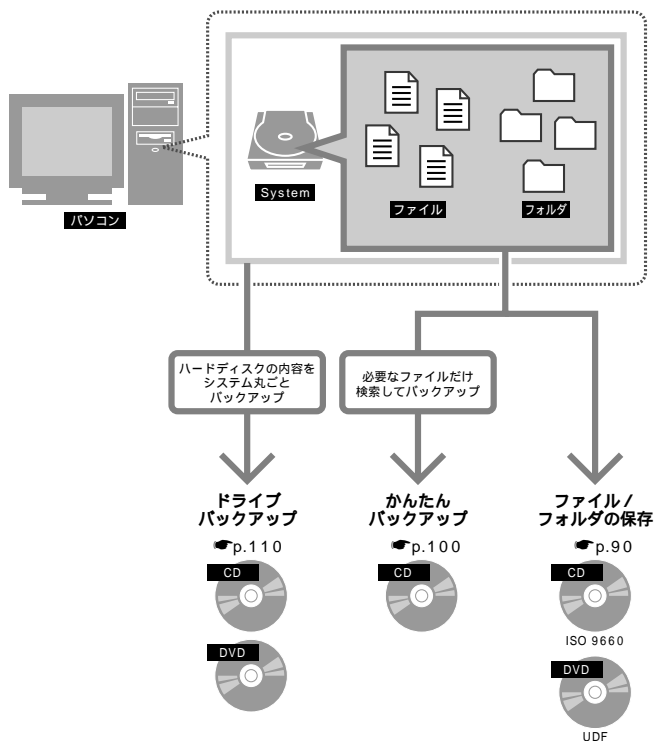 System
パソコン
ファイル
フォルダ
ハードディスクの内容を
システム丸ごと
バックアップ
必要なファイルだけ
検索してバックアップ
ドライブ
バックアップ
☛p.110
CD
DVD
かんたん
バックアップ
☛p.100
CD
ファイル/
フォルダの保存
☛p.90
CD
ISO 9660
DVD
UDF